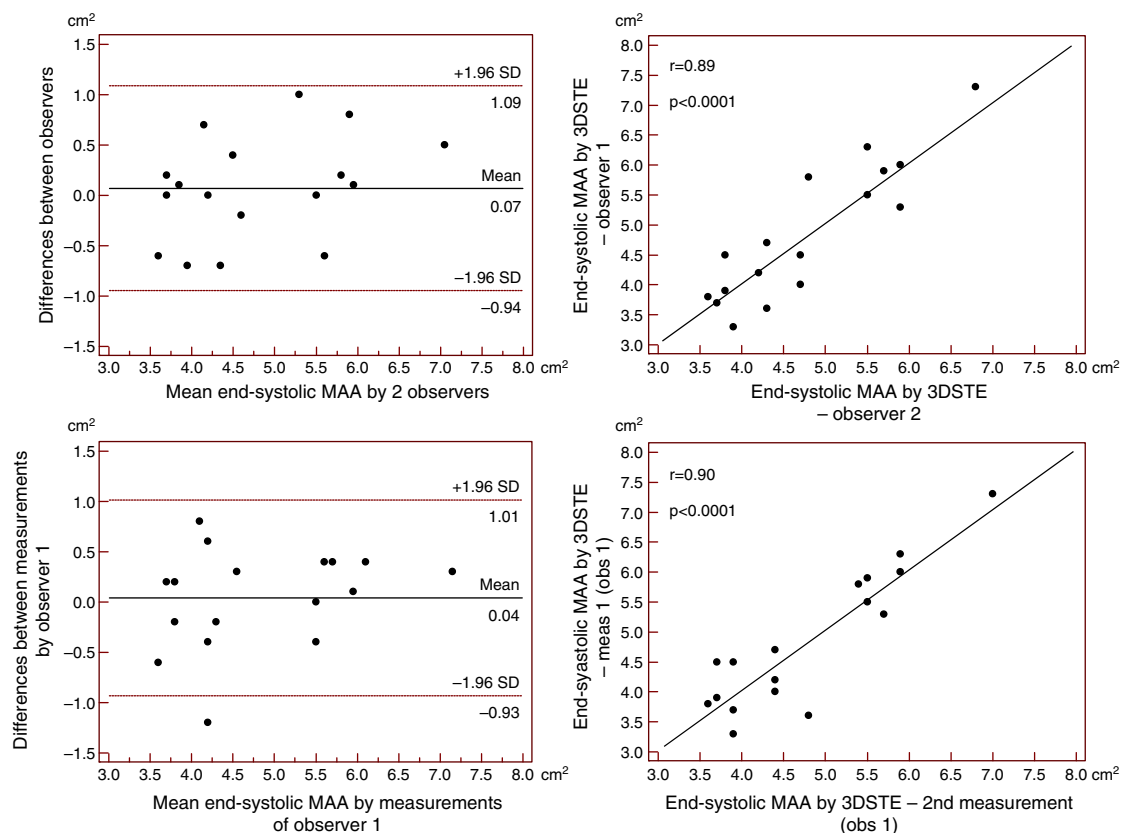 cm²
1.5
1.0
0.5
0.0
–0.5
–1.0
–1.5
Differences between observers
+1.96 SD
1.09
Mean
0.07
–1.96 SD
–0.94
3.0 3.5 4.0 4.5 5.0 5.5 6.0 6.5 7.0 7.5 8.0 cm²
Mean end-systolic MAA by 2 observers
cm²
8.0
7.5
7.0
6.5
6.0
5.5
5.0
4.5
4.0
3.5
3.0
End-systolic MAA by 3DSTE
– observer 1
r=0.89
p<0.0001
3.0 3.5 4.0 4.5 5.0 5.5 6.0 6.5 7.0 7.5 8.0 cm²
End-systolic MAA by 3DSTE
– observer 2
cm²
1.5
1.0
0.5
0.0
–0.5
–1.0
–1.5
Differences between measurements
by observer 1
+1.96 SD
1.01
Mean
0.04
–1.96 SD
–0.93
3.0 3.5 4.0 4.5 5.0 5.5 6.0 6.5 7.0 7.5 8.0 cm²
Mean end-systolic MAA by measurements
of observer 1
cm²
8.0
7.5
7.0
6.5
6.0
5.5
5.0
4.5
4.0
3.5
3.0
End-syastolic MAA by 3DSTE
– meas 1 (obs 1)
r=0.90
p<0.0001
3.0 3.5 4.0 4.5 5.0 5.5 6.0 6.5 7.0 7.5 8.0 cm²
End-systolic MAA by 3DSTE – 2nd measurement
(obs 1)